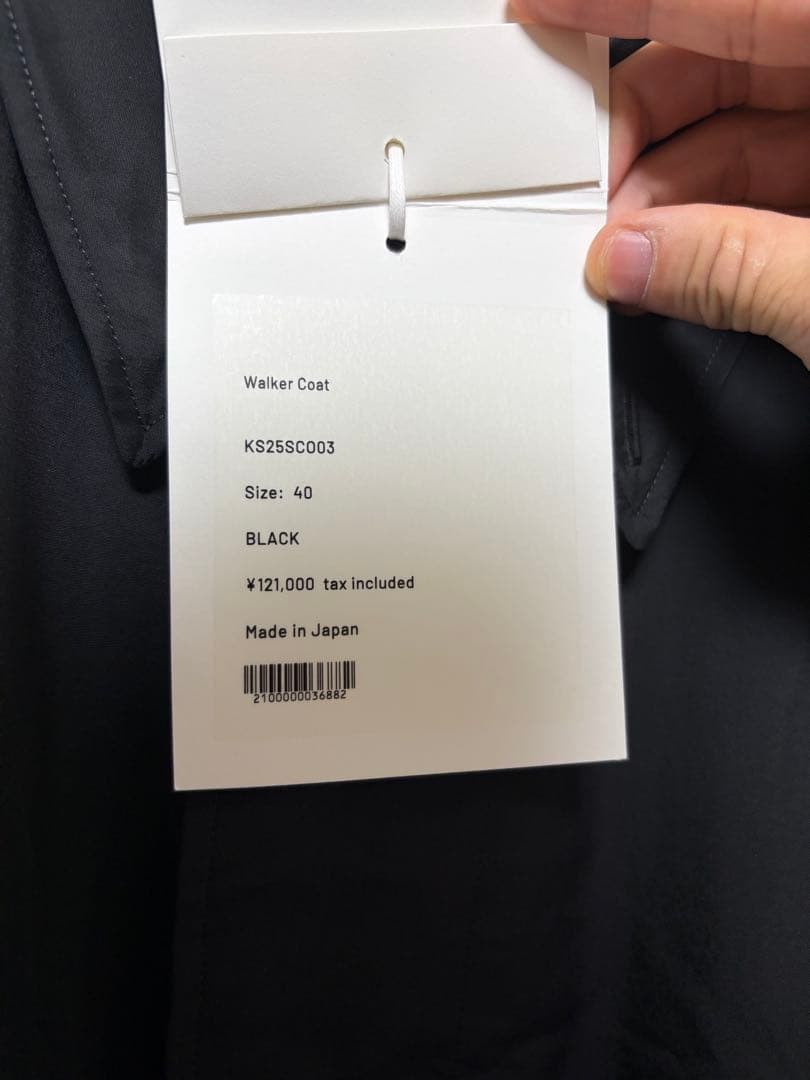 Walker Coat
KS25SCO03
Size: 40
BLACK
¥121,000 tax included
Made in Japan
2100000036882